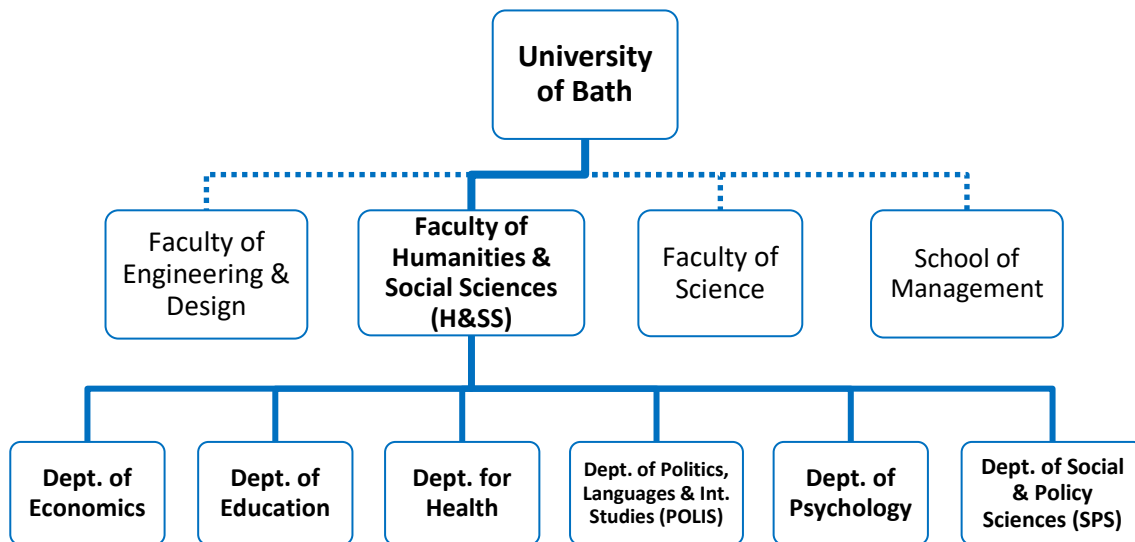 University
of Bath
Faculty of
Engineering &
Design
Faculty of
Humanities &
Social Sciences
(H&SS)
Faculty of
Science
School of
Management
Dept. of
Economics
Dept. of
Education
Dept. for
Health
Dept. of Politics,
Languages & Int.
Studies (POLIS)
Dept. of
Psychology
Dept. of Social
& Policy
Sciences (SPS)